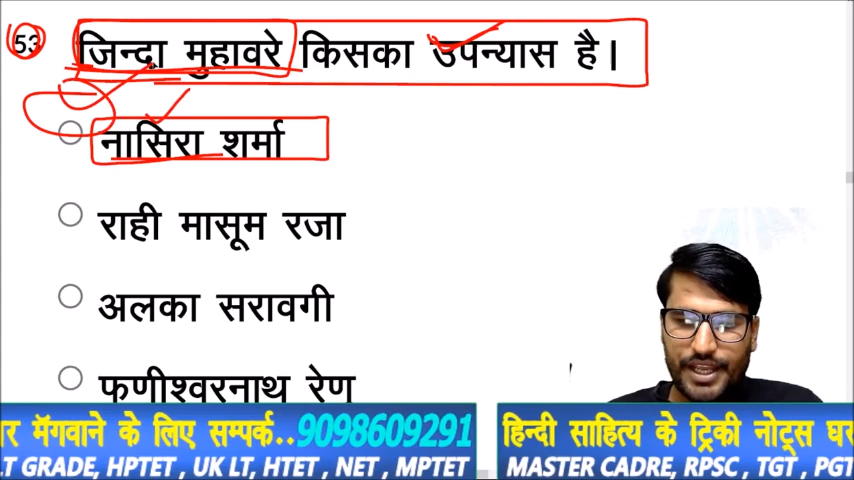 53 जिन्दा मुहावरे किसका उपन्यास है।
नासिरा शर्मा
राही मासूम रजा
अलका सरावगी
फणीश्वरनाथ रेणु
र मॅगवाने के लिए सम्पर्क..9098609291 हिन्दी साहित्य के ट्रिकी नोट्स घर
LT GRADE, HPTET , UK LT, HTET , NET , MPTET MASTER CADRE, RPSC , TGT , PGT